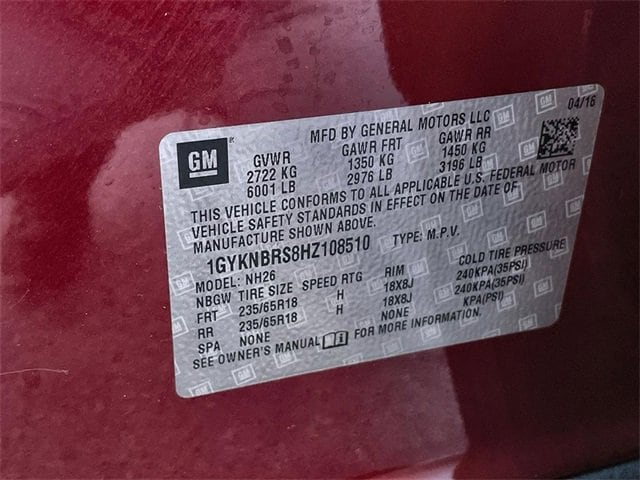 04/16
GM
MFD BY GENERAL MOTORS LLC
GVWR GAWR FRT GAWR RR
2722 KG 1350 KG 1450 KG
6001 LB 2976 LB 3196 LB
THIS VEHICLE CONFORMS TO ALL APPLICABLE U.S. FEDERAL MOTOR
VEHICLE SAFETY STANDARDS IN EFFECT ON THE DATE OF
MANUFACTURE SHOWN ABOVE.
1GYKNBRS8HZ108510 TYPE: M.P.V.
MODEL: NH26
NBGW TIRE SIZE SPEED RTG RIM COLD TIRE PRESSURE
FRT 235/65R18 H 18X8J 240KPA(35PSI)
RR 235/65R18 H 18X8J 240KPA(35PSI)
SPA NONE NONE KPA(PSI)
SEE OWNER'S MANUAL FOR MORE INFORMATION.